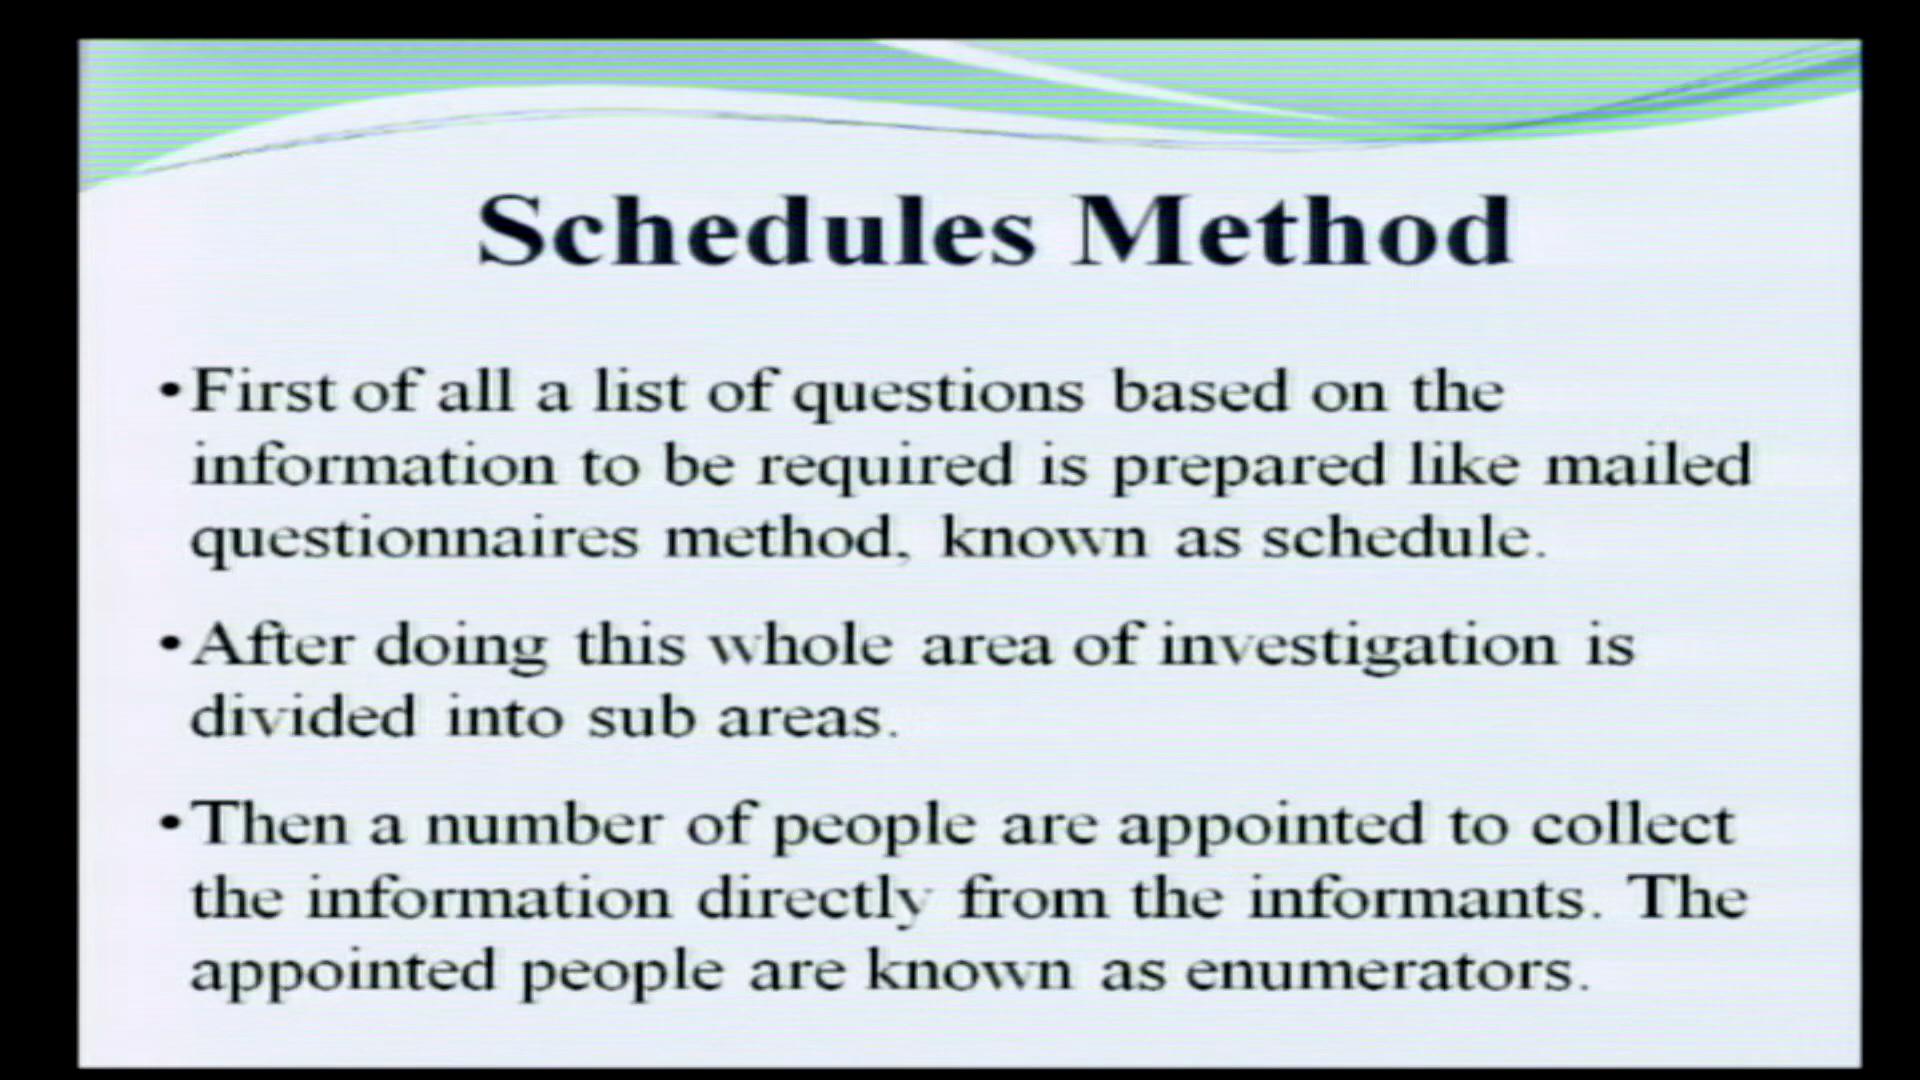 Schedules Method
•First of all a list of questions based on the
information to be required is prepared like mailed
questionnaires method, known as schedule.
•After doing this whole area of investigation is
divided into sub areas.
•Then a number of people are appointed to collect
the information directly from the informants. The
appointed people are known as enumerators.